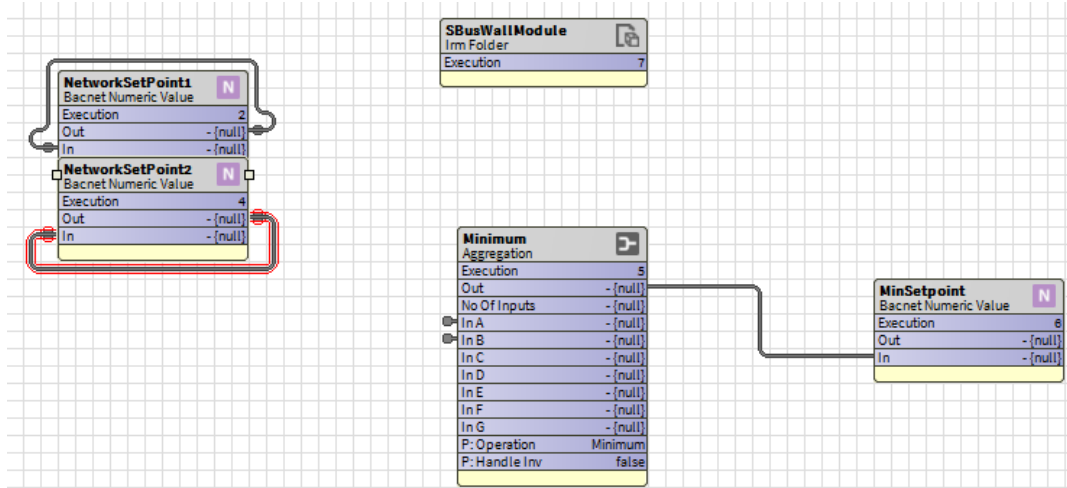 SBusWallModule
Irm Folder
Execution 7
NetworkSetPoint1
N
Bacnet Numeric Value
Execution 2
Out - {null}
In - {null}
NetworkSetPoint2
N
Bacnet Numeric Value
Execution 4
Out - {null}
In - {null}
Minimum
Aggregation
Execution 5
Out - {null}
No Of Inputs - {null}
In A - {null}
In B - {null}
In C - {null}
In D - {null}
In E - {null}
In F - {null}
In G - {null}
P: Operation Minimum
P: Handle Inv false
MinSetpoint
N
Bacnet Numeric Value
Execution 6
Out - {null}
In - {null}